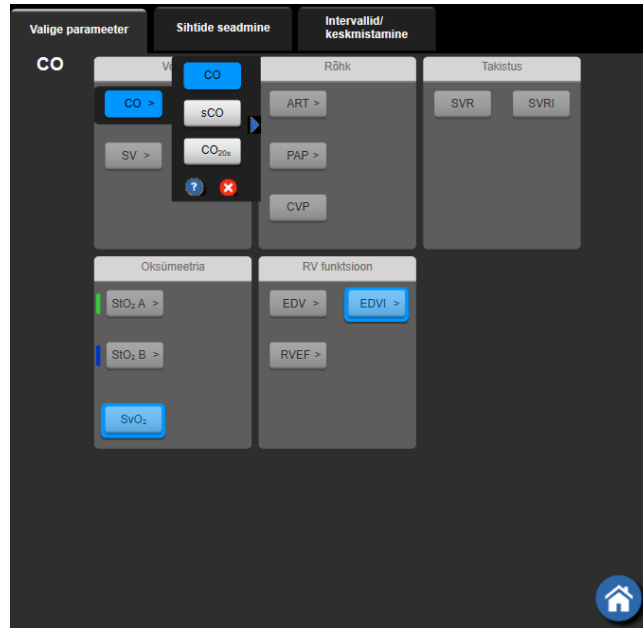 Valige parameeter
Sihtide seadmine
Intervallid/
keskmistamine
CO
Rõhk
Takistus
CO >
SV >
CO
sCO
CO₂₀ₛ
?
ART >
PAP >
CVP
SVR
SVRI
Oksümeetria
RV funktsioon
StO₂ A >
StO₂ B >
SvO₂
EDV >
EDVI >
RVEF >